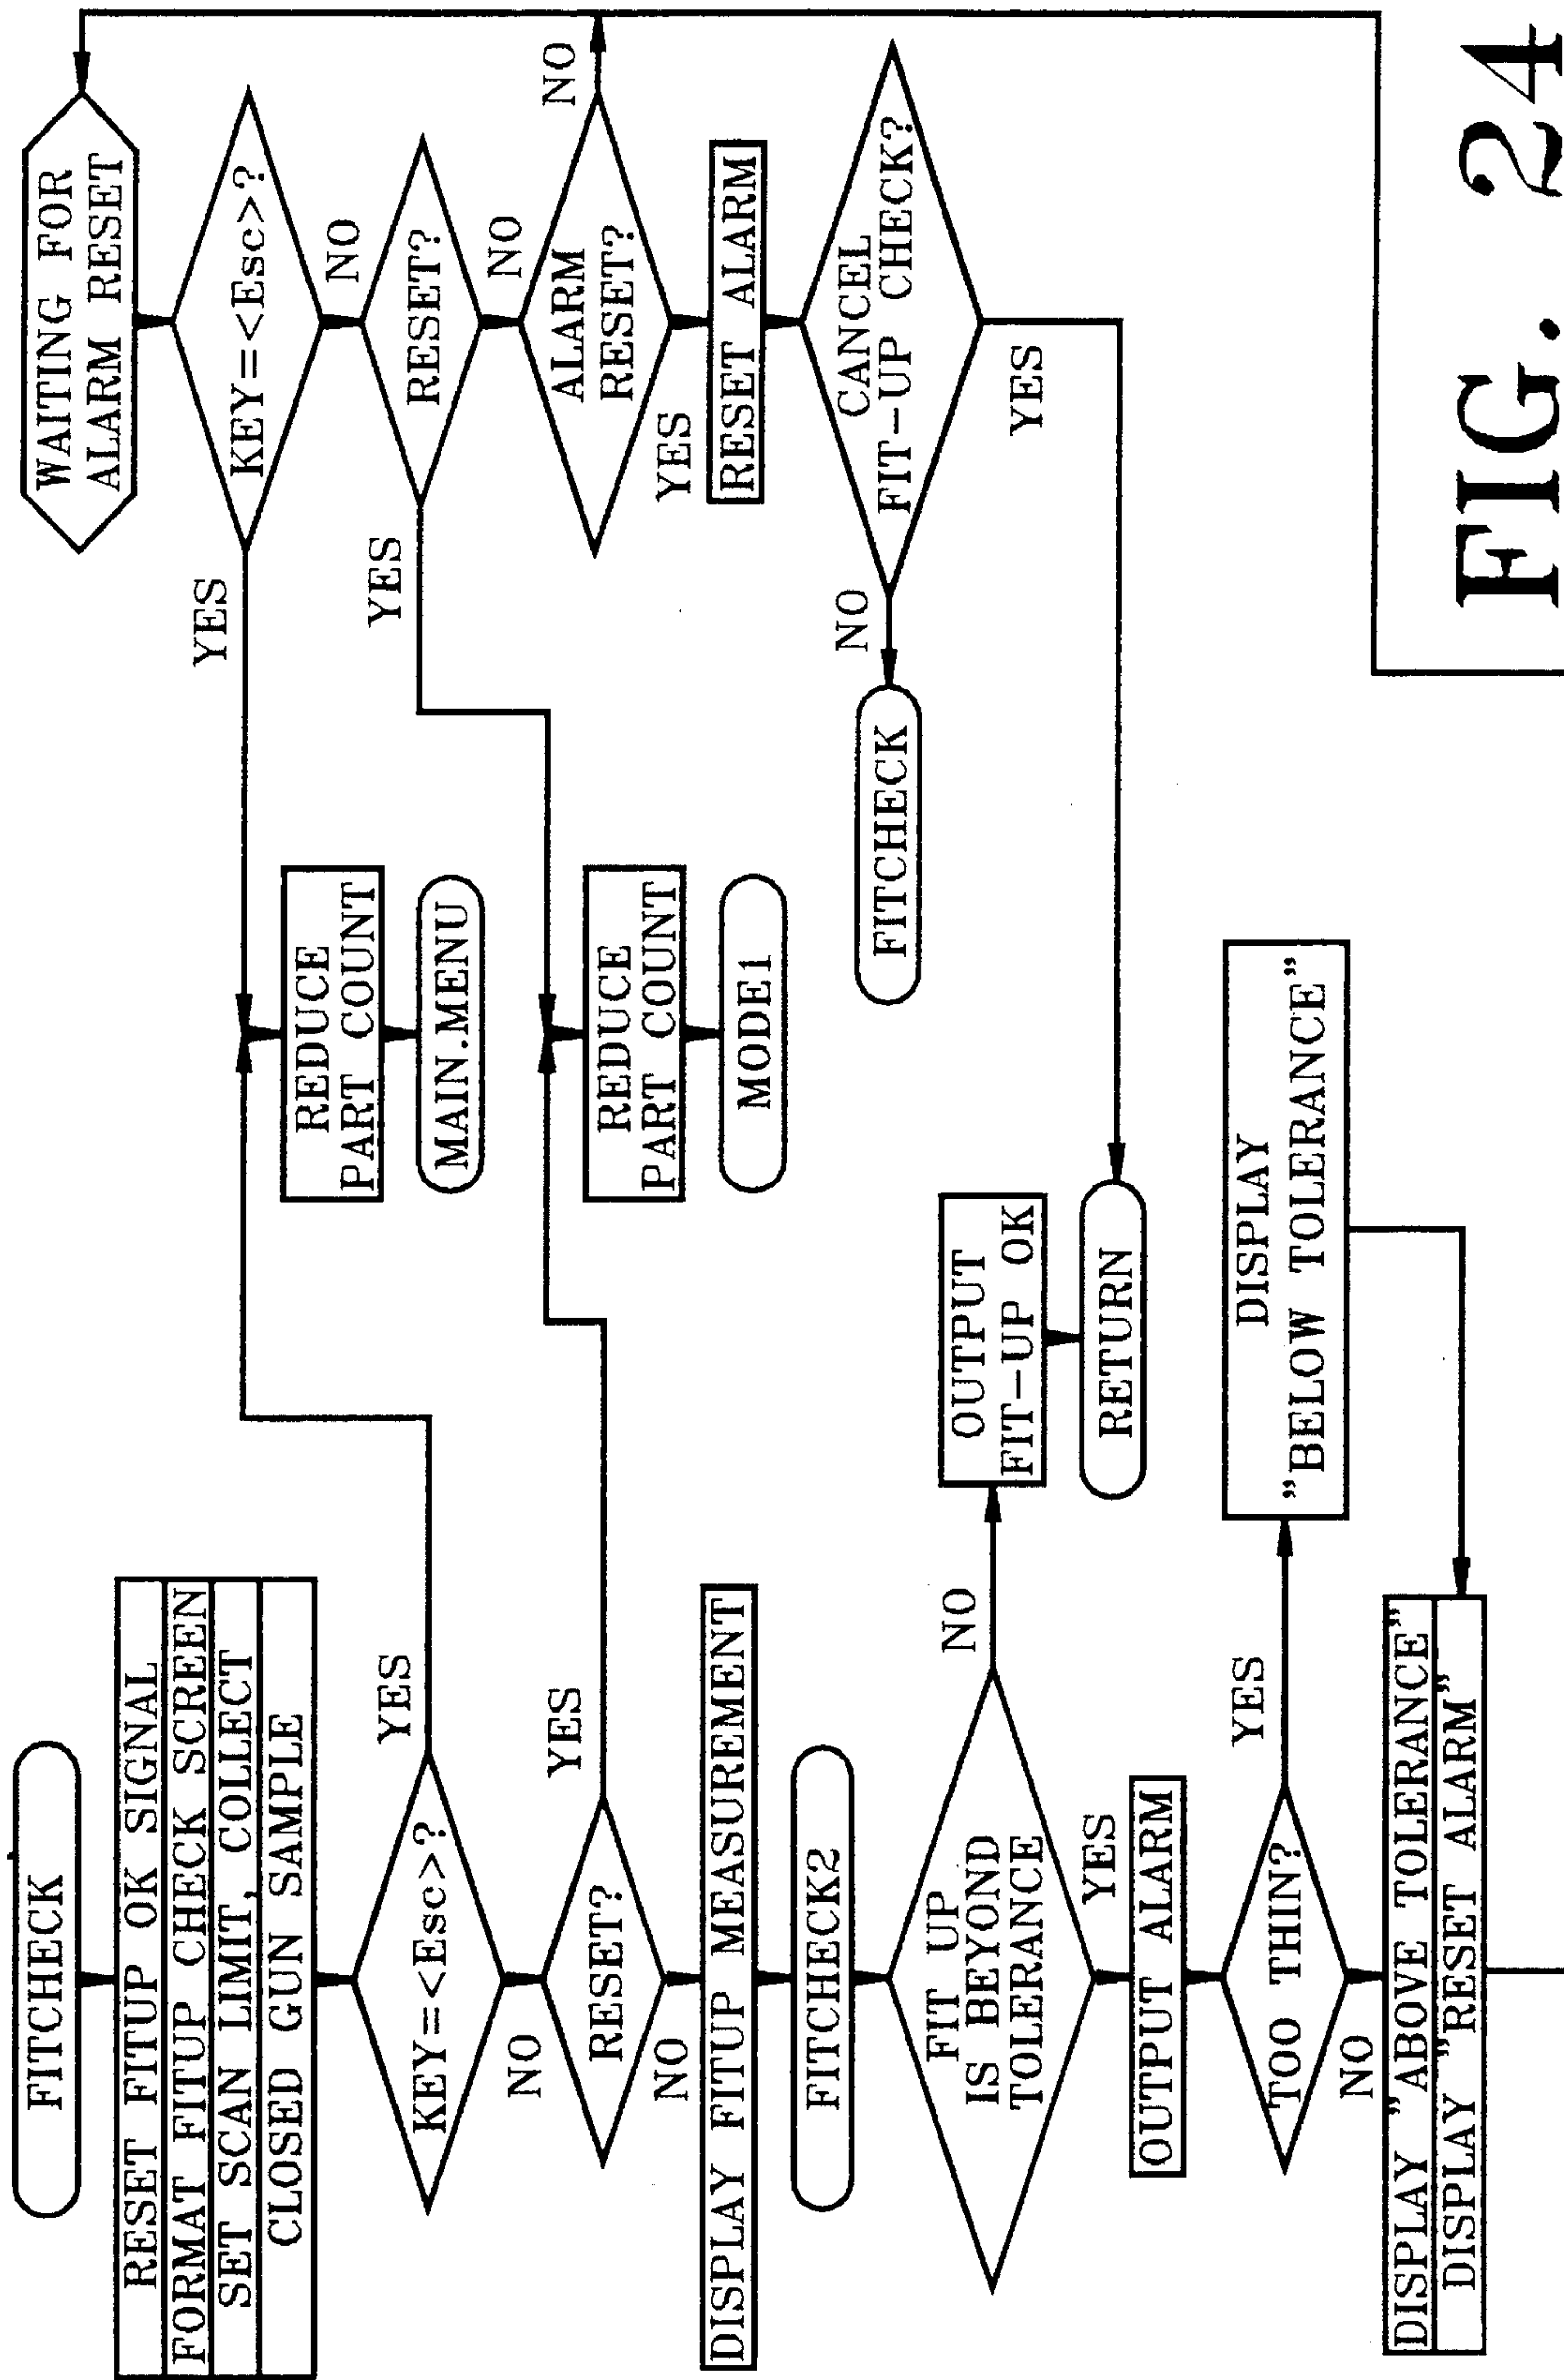 FITCHECK
RESET FITUP OK SIGNAL
FORMAT FITUP CHECK SCREEN
SET SCAN LIMIT, COLLECT
CLOSED GUN SAMPLE
KEY=<Esc>?
YES
NO
RESET?
YES
NO
DISPLAY FITUP MEASUREMENT
FITCHECK2
FIT UP
IS BEYOND
TOLERANCE
NO
YES
OUTPUT ALARM
TOO THIN?
YES
NO
DISPLAY "ABOVE TOLERANCE"
DISPLAY "RESET ALARM"
REDUCE
PART COUNT
MAIN.MENU
REDUCE
PART COUNT
MODE1
OUTPUT
FIT-UP OK
RETURN
DISPLAY
"BELOW TOLERANCE"
WAITING FOR
ALARM RESET
KEY=<Esc>?
YES
NO
RESET?
YES
NO
ALARM
RESET?
NO
YES
RESET ALARM
CANCEL
FIT-UP CHECK?
NO
YES
FITCHECK
FIG. 24